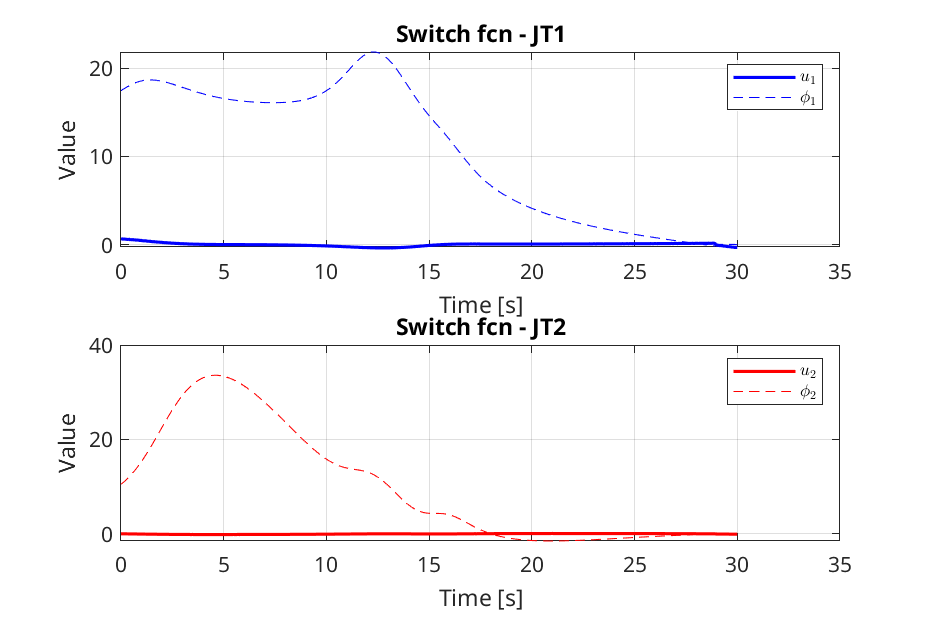 Switch fcn - JT1
20
10
0
Value
u₁
ϕ₁
0 5 10 15 20 25 30 35
Time [s]
Switch fcn - JT2
40
20
0
Value
u₂
ϕ₂
0 5 10 15 20 25 30 35
Time [s]